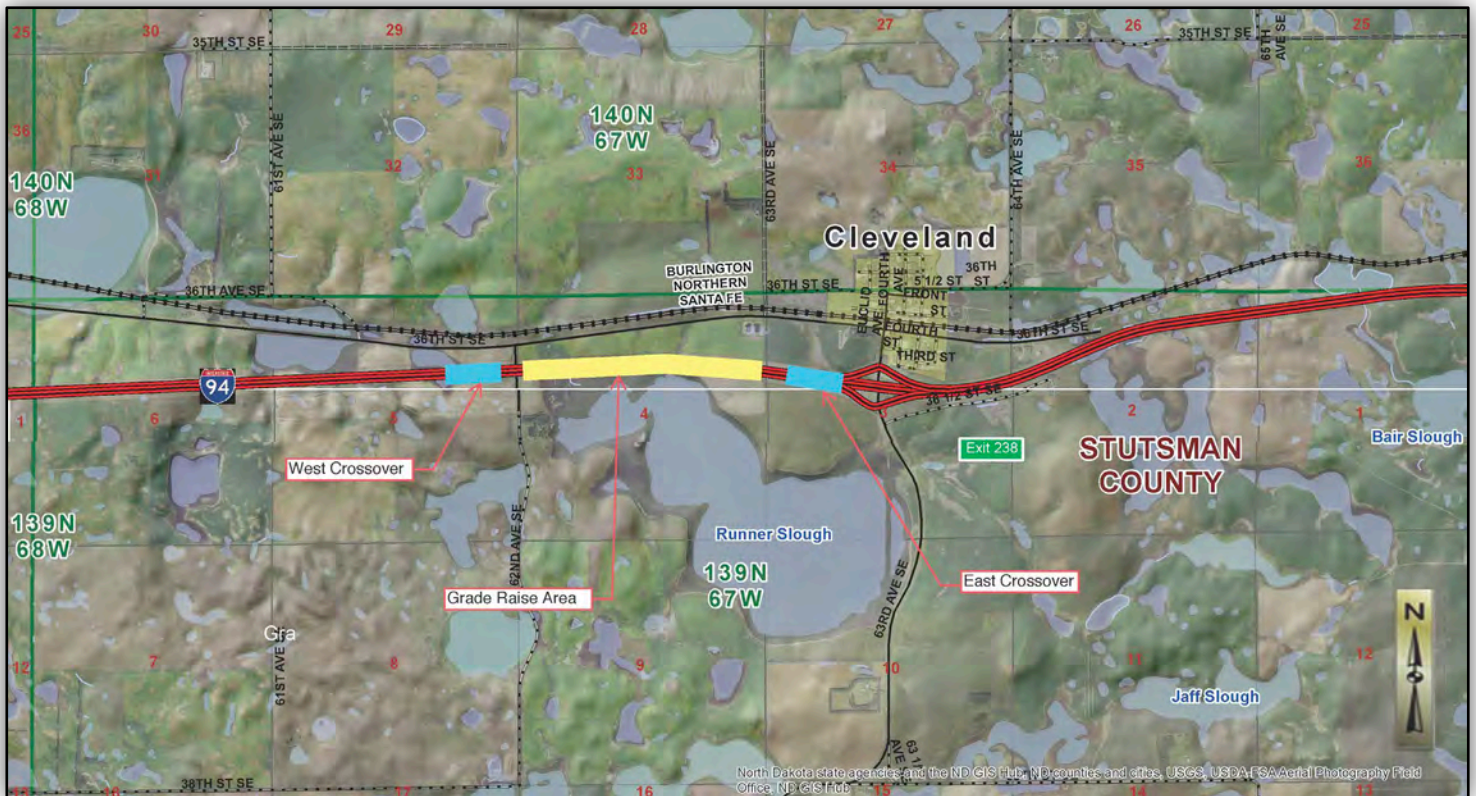 25
30
29
28
27
26
25
35TH ST SE
35TH ST SE
65TH AVE SE
36
31
32
33
34
35
36
140N
67W
140N
68W
61ST AVE SE
63RD AVE SE
64TH AVE SE
Cleveland
BURLINGTON
NORTHERN
SANTA FE
36TH AVE SE
36TH ST SE
36TH ST
5 1/2 ST
FRONT ST
EUCLID AVE
FOURTH AVE
FOURTH ST
THIRD ST
36TH ST SE
36TH ST SE
94
36 1/2 ST SE
1
6
5
4
3
2
1
Exit 238
STUTSMAN
COUNTY
Bair Slough
West Crossover
139N
68W
62ND AVE SE
Runner Slough
139N
67W
Grade Raise Area
East Crossover
63RD AVE SE
N
Gra
61ST AVE SE
12
7
8
9
10
11
12
Jaff Slough
38TH ST SE
13
18
17
16
15
14
13
North Dakota state agencies and the ND GIS Hub, ND counties and cities, USGS, USDA-FSA Aerial Photography Field
Office, ND GIS Hub